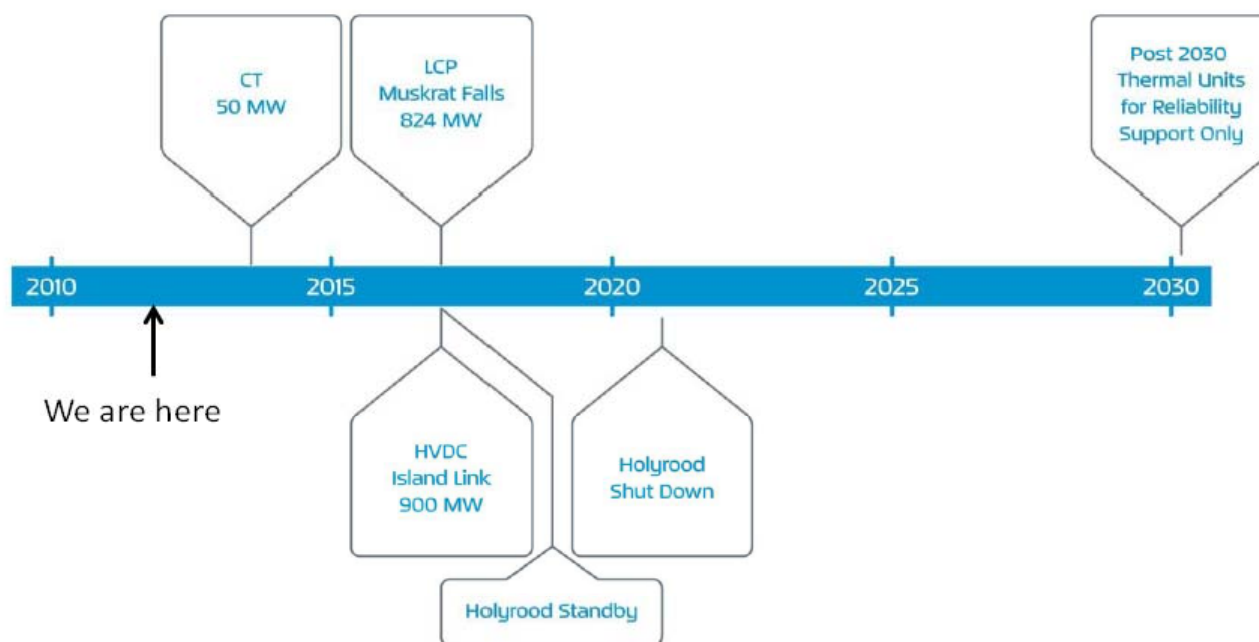 CT
50 MW
LCP
Muskrat Falls
824 MW
Post 2030
Thermal Units
for Reliability
Support Only
2010
2015
2020
2025
2030
We are here
HVDC
Island Link
900 MW
Holyrood
Shut Down
Holyrood Standby